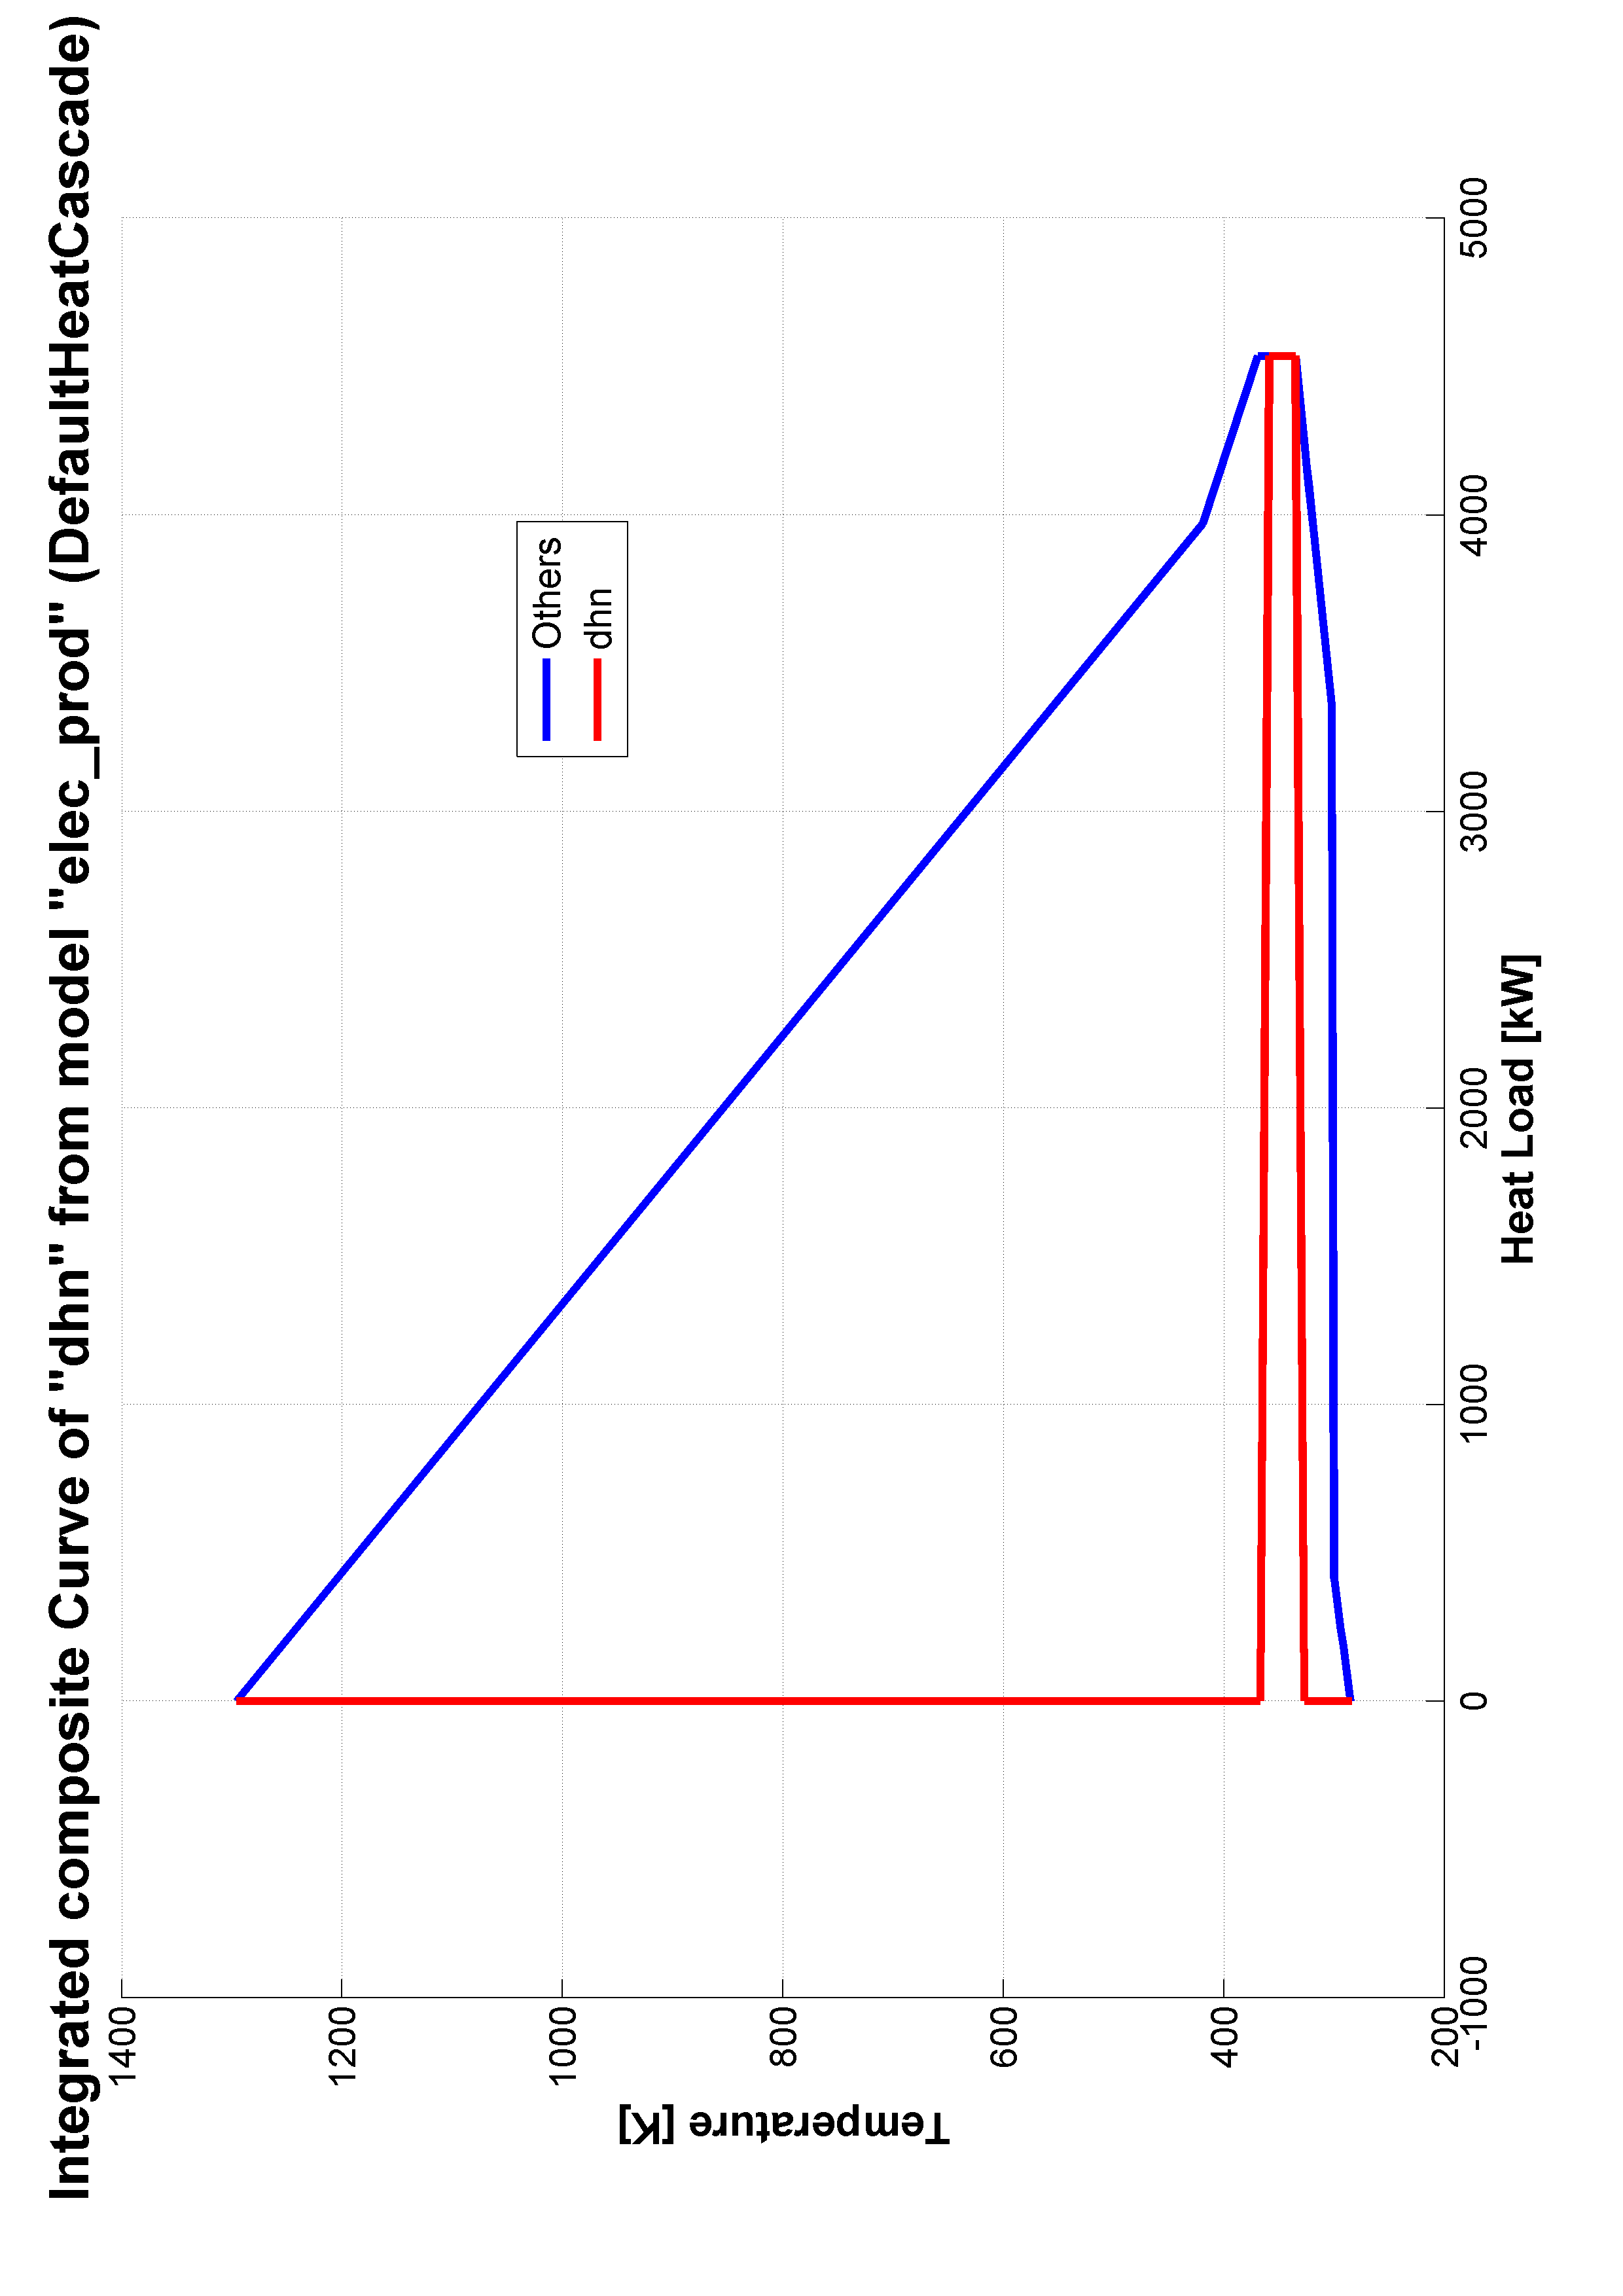 Integrated composite Curve of "dhn" from model "elec_prod" (DefaultHeatCascade)
1400
1200
1000
800
600
400
200
Temperature [K]
Others
dhn
-1000
0
1000
2000
3000
4000
5000
Heat Load [kW]